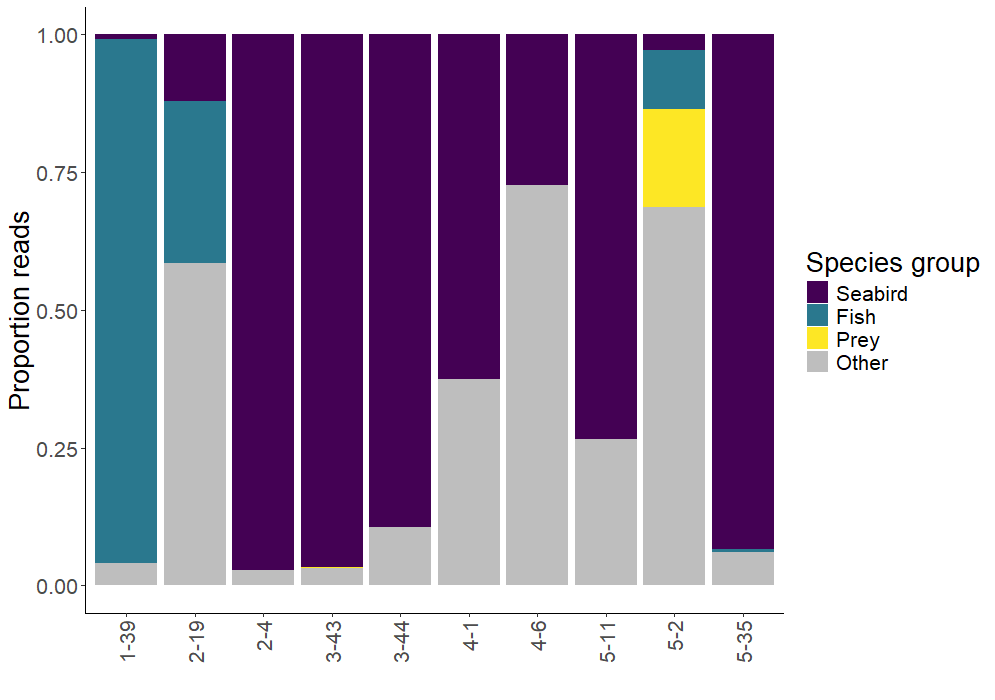 Proportion reads
1.00
0.75
0.50
0.25
0.00
1-39
2-19
2-4
3-43
3-44
4-1
4-6
5-11
5-2
5-35
Species group
Seabird
Fish
Prey
Other